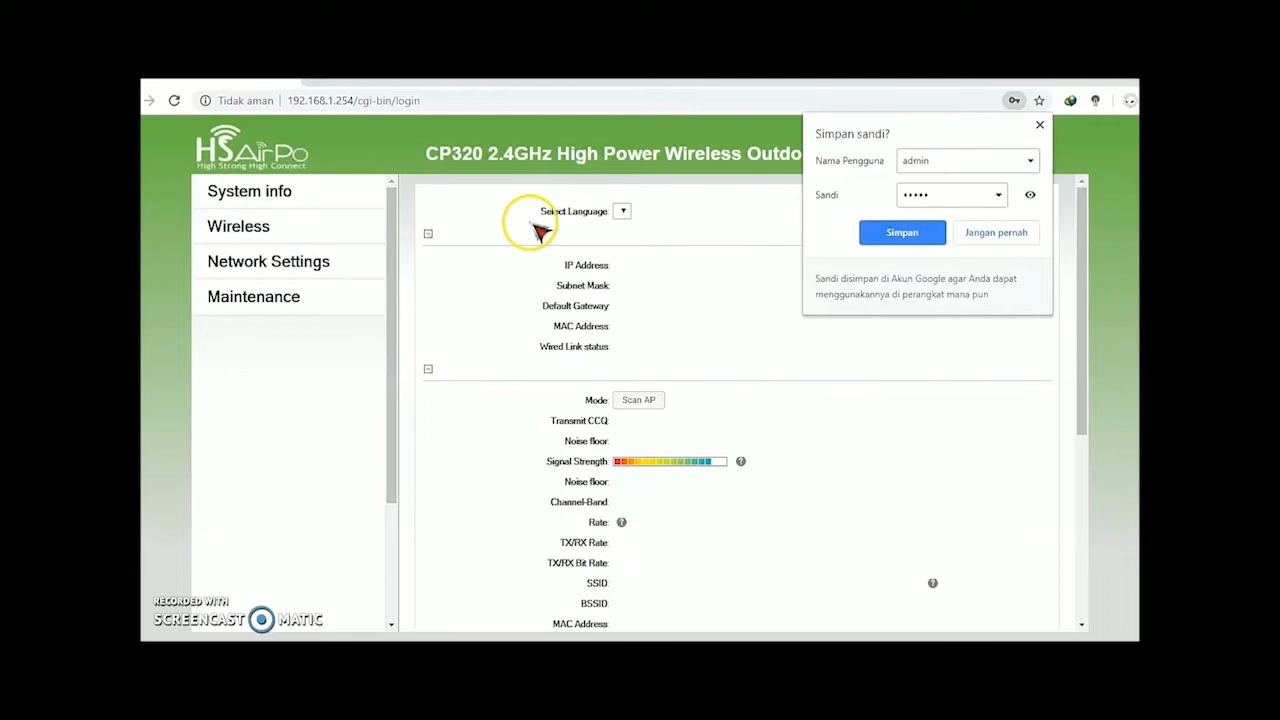 Tidak aman
192.168.1.254/cgi-bin/login
HSAirPo
High Strong High Connect
CP320 2.4GHz High Power Wireless Outdo
Simpan sandi?
Nama Pengguna
admin
Sandi
•••••
Simpan
Jangan pernah
Sandi disimpan di Akun Google agar Anda dapat
menggunakannya di perangkat mana pun
System info
Wireless
Network Settings
Maintenance
Select Language:
IP Address:
Subnet Mask:
Default Gateway:
MAC Address:
Wired Link status:
Mode:
Scan AP
Transmit CCQ:
Noise floor:
Signal Strength:
Noise floor:
Channel-Band:
Rate:
TX/RX Rate:
TX/RX Bit Rate:
SSID:
BSSID:
MAC Address:
RECORDED WITH
SCREENCAST MATIC